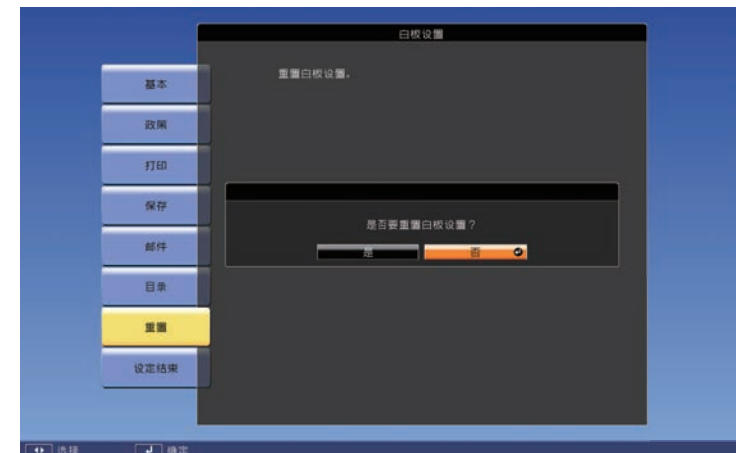 白板设置
重置白板设置。
基本
政策
打印
保存
邮件
目录
重置
设定结束
是否要重置白板设置？
是
否
选择
确定